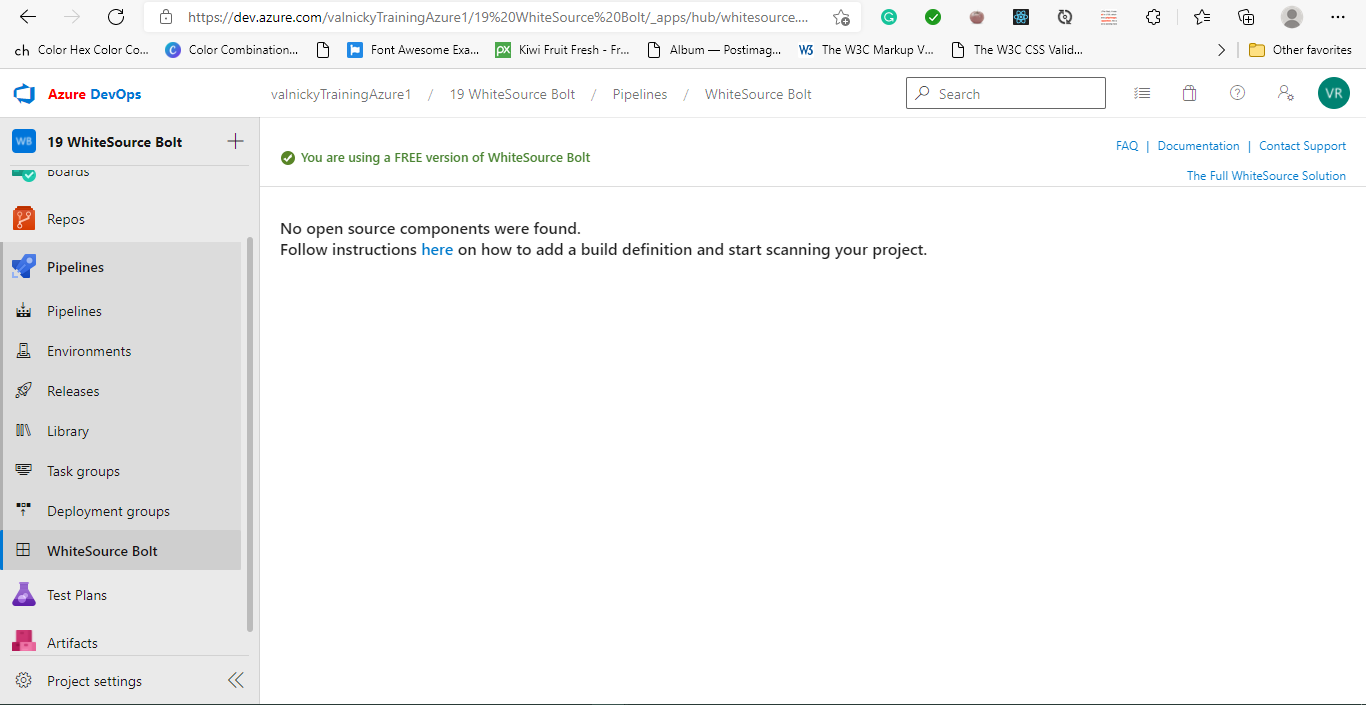 https://dev.azure.com/valnickyTrainingAzure1/19%20WhiteSource%20Bolt/_apps/hub/whitesource....
ch Color Hex Color Co... C Color Combination... Font Awesome Exa... px Kiwi Fruit Fresh - Fr... Album — Postimag... W3 The W3C Markup V... The W3C CSS Valid... Other favorites
Azure DevOps valnickyTrainingAzure1 / 19 WhiteSource Bolt / Pipelines / WhiteSource Bolt Search VR
WB 19 WhiteSource Bolt
You are using a FREE version of WhiteSource Bolt
FAQ | Documentation | Contact Support
The Full WhiteSource Solution
No open source components were found.
Follow instructions here on how to add a build definition and start scanning your project.
Boards
Repos
Pipelines
Pipelines
Environments
Releases
Library
Task groups
Deployment groups
WhiteSource Bolt
Test Plans
Artifacts
Project settings